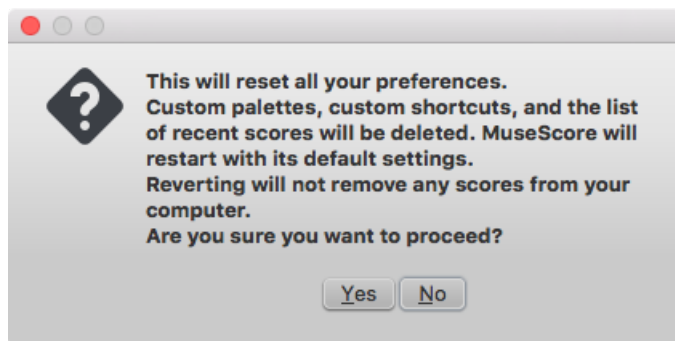 This will reset all your preferences.
Custom palettes, custom shortcuts, and the list
of recent scores will be deleted. MuseScore will
restart with its default settings.
Reverting will not remove any scores from your
computer.
Are you sure you want to proceed?
Yes No